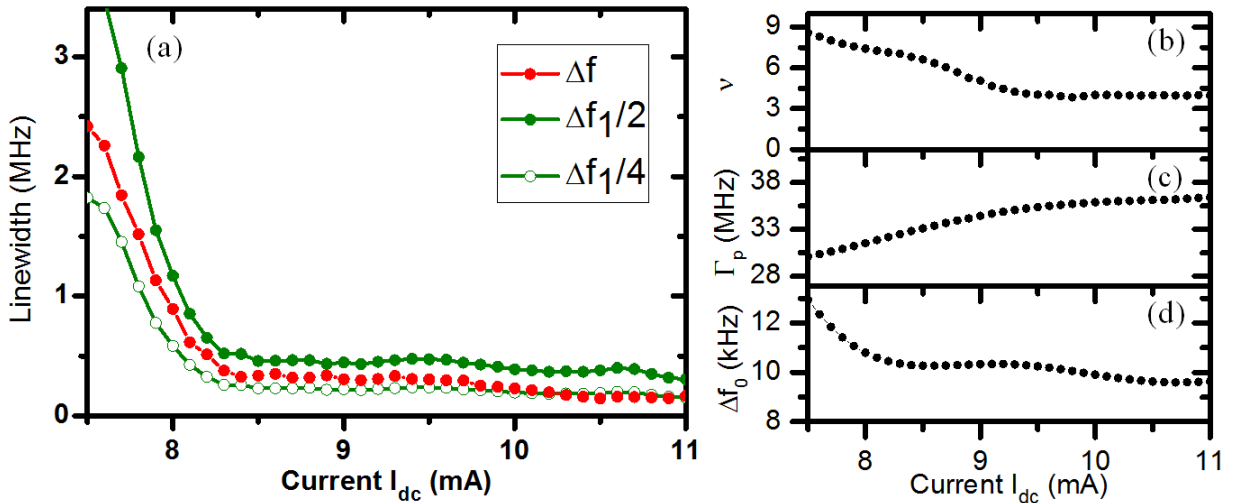 (a)
Linewidth (MHz)
3
2
1
0
Δf
Δf1/2
Δf1/4
8
9
10
11
Current Idc (mA)
(b)
ν
9
6
3
0
(c)
Γp (MHz)
38
33
28
(d)
Δf0 (kHz)
12
10
8
8
9
10
11
Current Idc (mA)